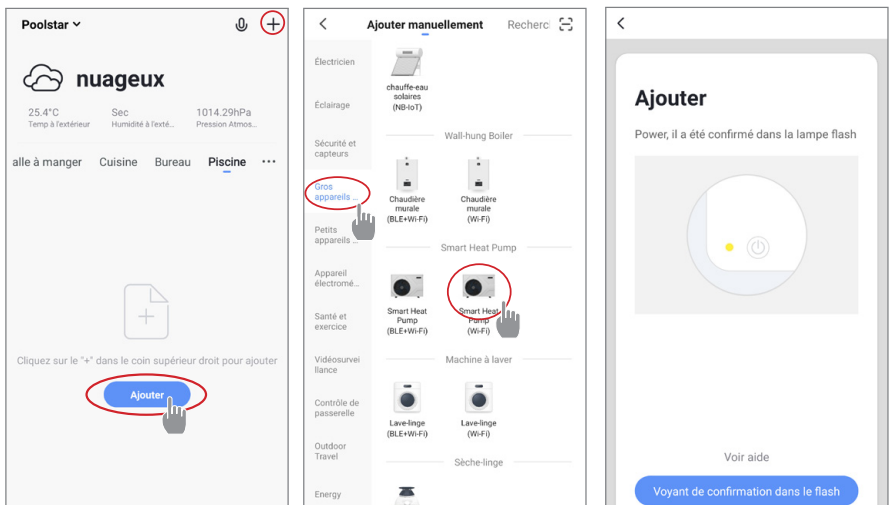 Poolstar
nuageux
25.4°C Sec 1014.29hPa
Temp à l'extérieur Humidité à l'exté... Pression Atmos...
alle à manger Cuisine Bureau Piscine ...
Cliquez sur le "+" dans le coin supérieur droit pour ajouter
Ajouter
Ajouter manuellement Recherc
Électricien
Éclairage
Sécurité et
capteurs
Gros
appareils ...
Petits
appareils ...
Appareil
électromé...
Santé et
exercice
Vidéosurvei
llance
Contrôle de
passerelle
Outdoor
Travel
Energy
chauffe-eau
solaires
(NB-IoT)
Wall-hung Boiler
Chaudière
murale
(BLE+Wi-Fi)
Chaudière
murale
(Wi-Fi)
Smart Heat Pump
Smart Heat
Pump
(BLE+Wi-Fi)
Smart Heat
Pump
(Wi-Fi)
Machine à laver
Lave-linge
(BLE+Wi-Fi)
Lave-linge
(Wi-Fi)
Sèche-linge
Ajouter
Power, il a été confirmé dans la lampe flash
Voir aide
Voyant de confirmation dans le flash